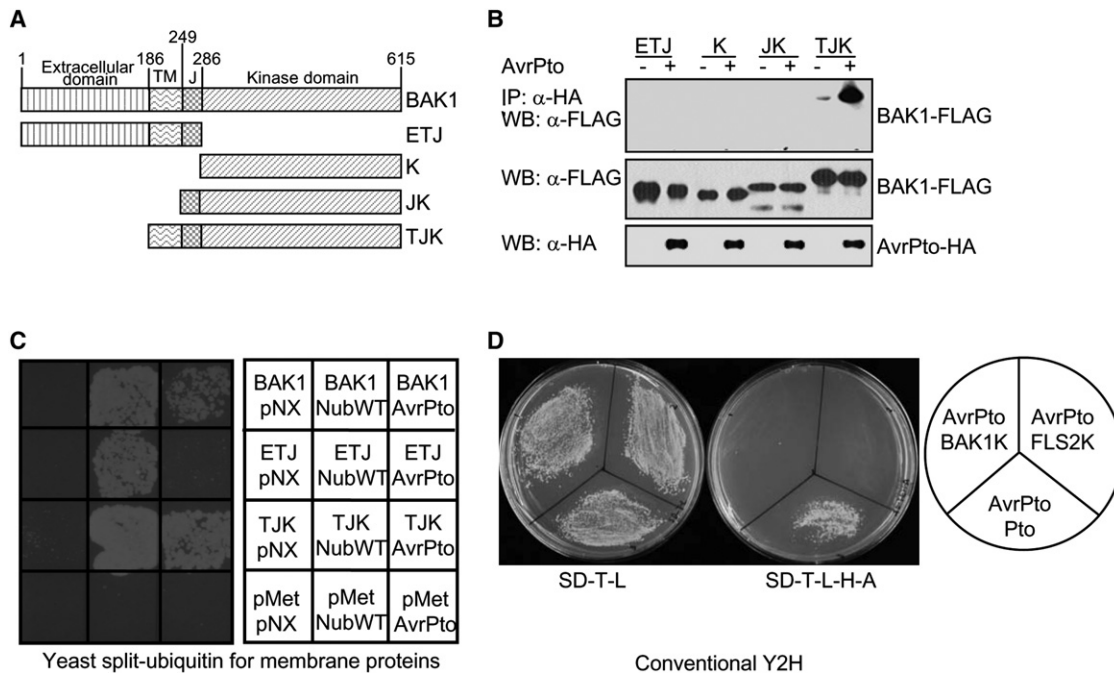 A
249
1 186 286 615
Extracellular domain
TM
J
Kinase domain
BAK1
ETJ
K
JK
TJK
B
ETJ K JK TJK
AvrPto - + - + - + - +
IP: α-HA
WB: α-FLAG
BAK1-FLAG
WB: α-FLAG
BAK1-FLAG
WB: α-HA
AvrPto-HA
C
BAK1 BAK1 BAK1
pNX NubWT AvrPto
ETJ ETJ ETJ
pNX NubWT AvrPto
TJK TJK TJK
pNX NubWT AvrPto
pMet pMet pMet
pNX NubWT AvrPto
Yeast split-ubiquitin for membrane proteins
D
AvrPto
BAK1K
AvrPto
FLS2K
AvrPto
Pto
SD-T-L
SD-T-L-H-A
Conventional Y2H